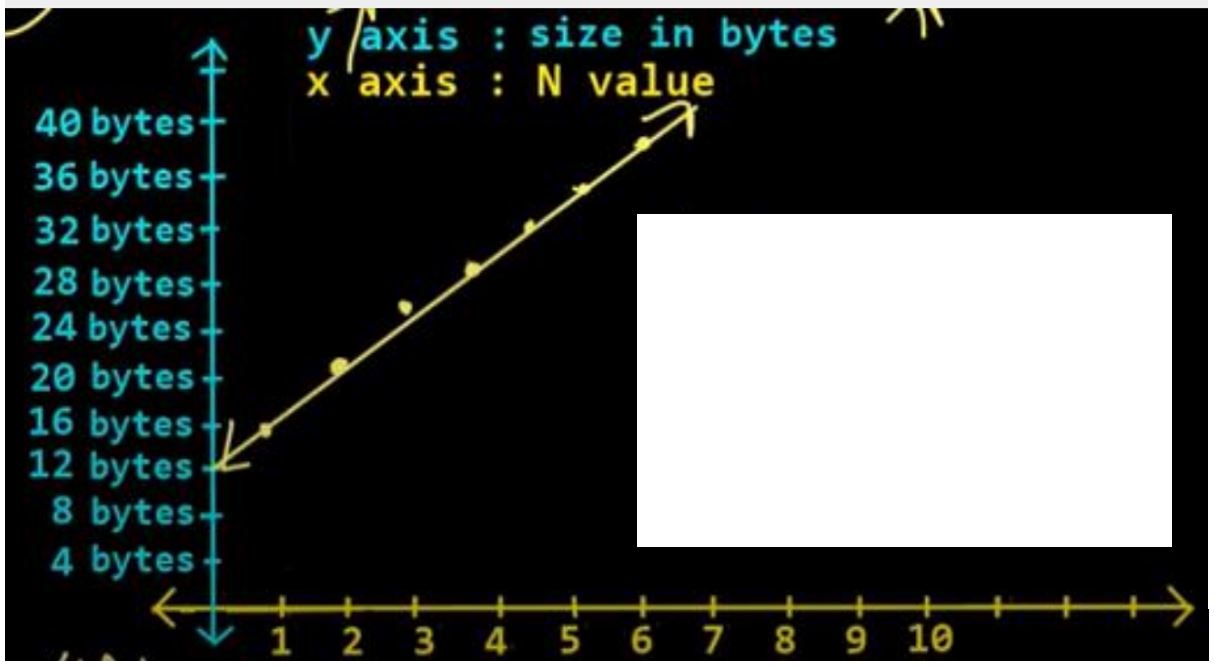 y axis : size in bytes
x axis : N value
40 bytes
36 bytes
32 bytes
28 bytes
24 bytes
20 bytes
16 bytes
12 bytes
8 bytes
4 bytes
1 2 3 4 5 6 7 8 9 10